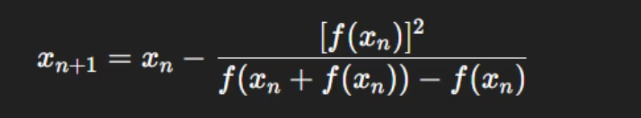 $x_{n+1} = x_n - \frac{[f(x_n)]^2}{f(x_n + f(x_n)) - f(x_n)}$